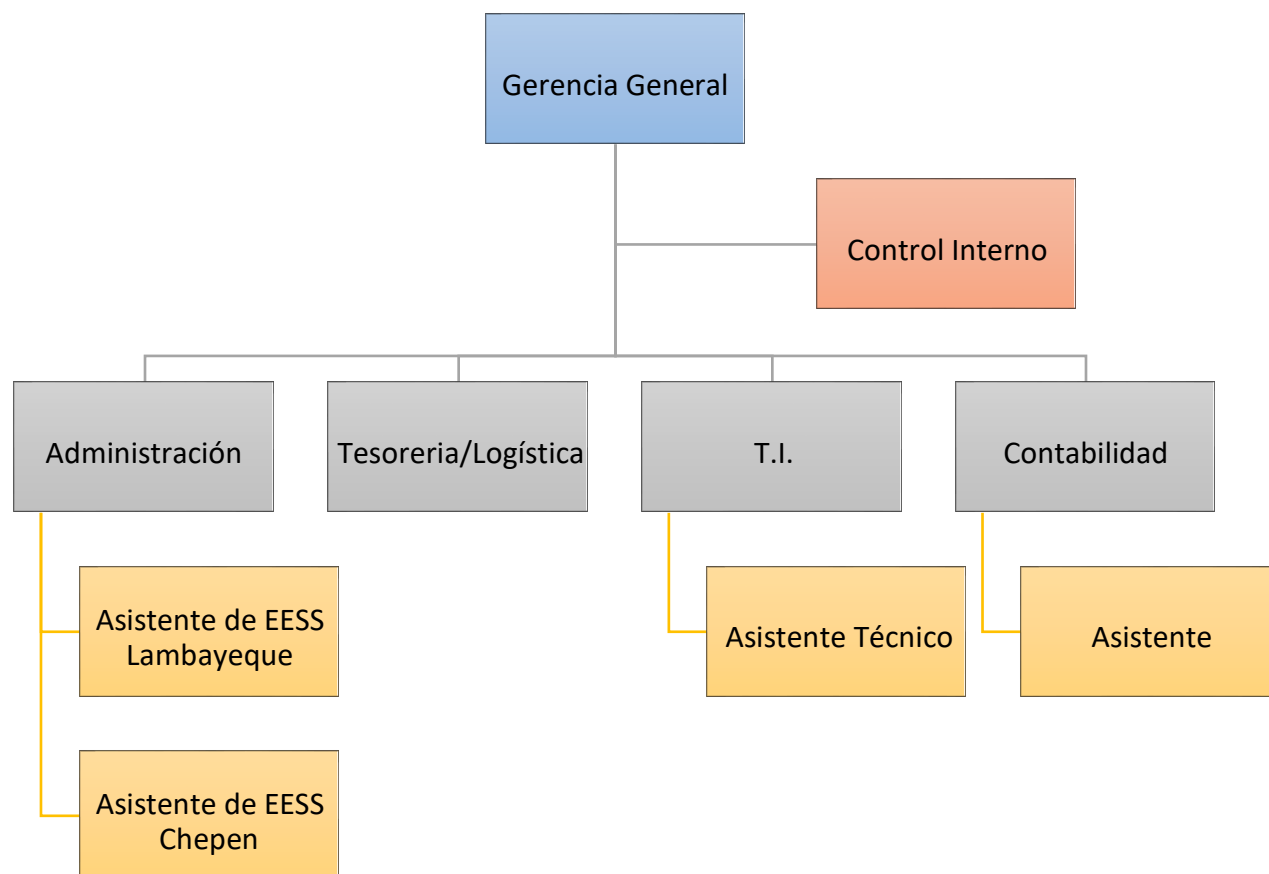 Gerencia General
Control Interno
Administración
Tesoreria/Logística
T.I.
Contabilidad
Asistente de EESS
Lambayeque
Asistente Técnico
Asistente
Asistente de EESS
Chepen